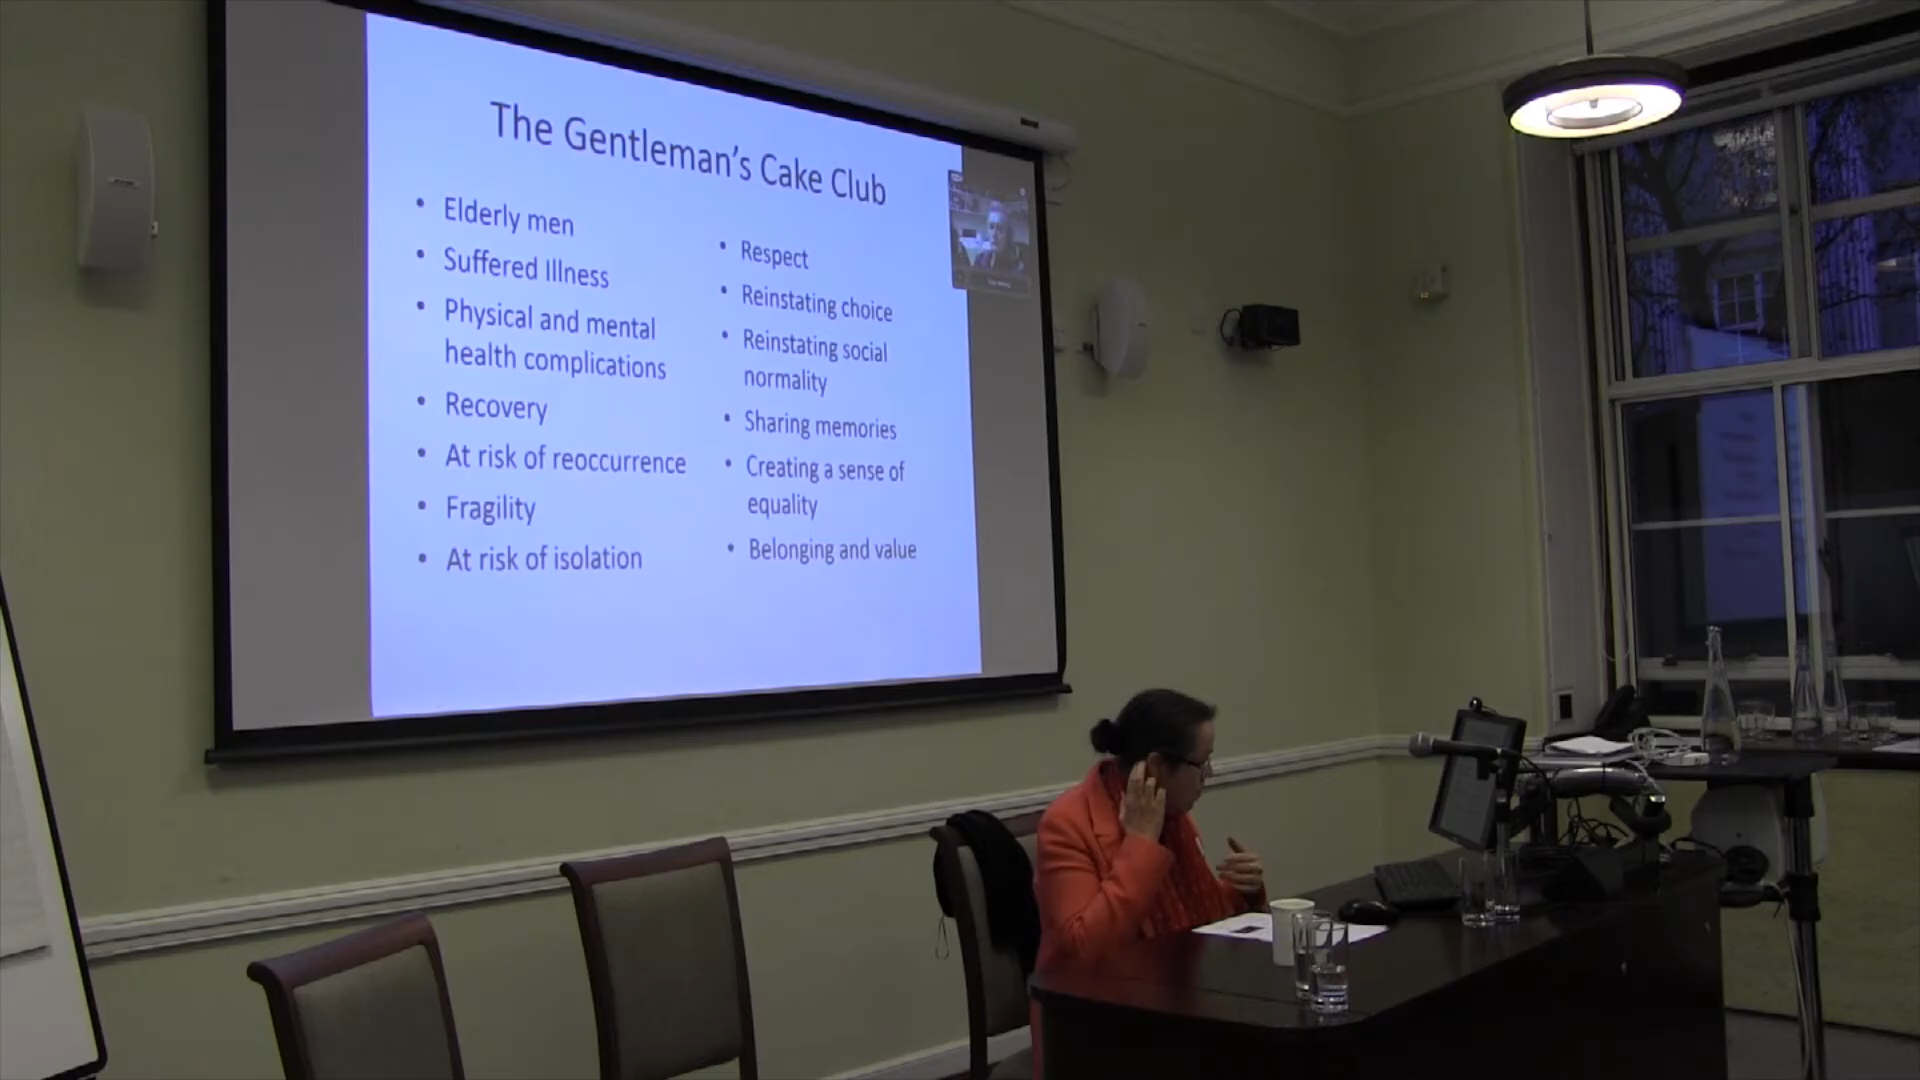 The Gentleman's Cake Club
• Elderly men
• Suffered Illness
• Physical and mental
health complications
• Recovery
• At risk of reoccurrence
• Fragility
• At risk of isolation
• Respect
• Reinstating choice
• Reinstating social
normality
• Sharing memories
• Creating a sense of
equality
• Belonging and value